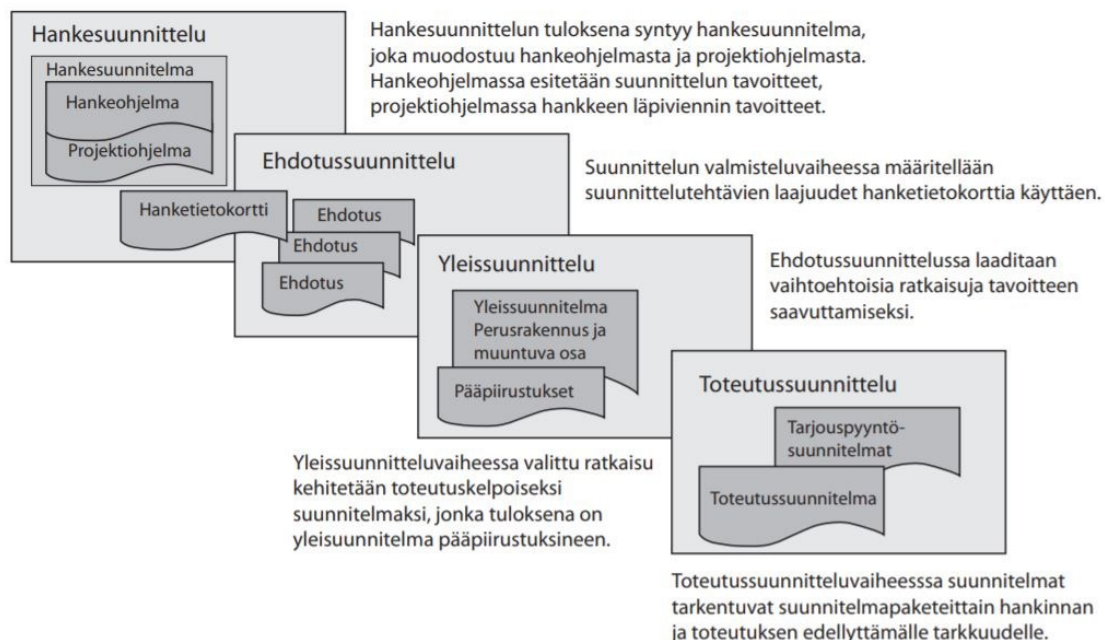 Hankesuunnittelu
Hankesuunnitelma
Hankeohjelma
Projektiohjelma
Hankesuunnittelun tuloksena syntyy hankesuunnitelma,
joka muodostuu hankeohjelmasta ja projektiohjelmasta.
Hankeohjelmassa esitetään suunnittelun tavoitteet,
projektiohjelmassa hankkeen läpiviennin tavoitteet.
Ehdotussuunnittelu
Hanketietokortti
Ehdotus
Ehdotus
Ehdotus
Suunnittelun valmisteluvaiheessa määritellään
suunnittelutehtävien laajuudet hanketietokorttia käyttäen.
Yleissuunnittelu
Yleissuunnitelma
Perusrakennus ja
muuntuva osa
Pääpiirustukset
Ehdotussuunnittelussa laaditaan
vaihtoehtoisia ratkaisuja tavoitteen
saavuttamiseksi.
Toteutussuunnittelu
Tarjouspyyntö-
suunnitelmat
Toteutussuunnitelma
Yleissuunnitteluvaiheessa valittu ratkaisu
kehitetään toteutuskelpoiseksi
suunnitelmaksi, jonka tuloksena on
yleisuunnitelma pääpiirustuksineen.
Toteutussuunnitteluvaiheesssa suunnitelmat
tarkentuvat suunnitelmapaketeittain hankinnan
ja toteutuksen edellyttämälle tarkkuudelle.